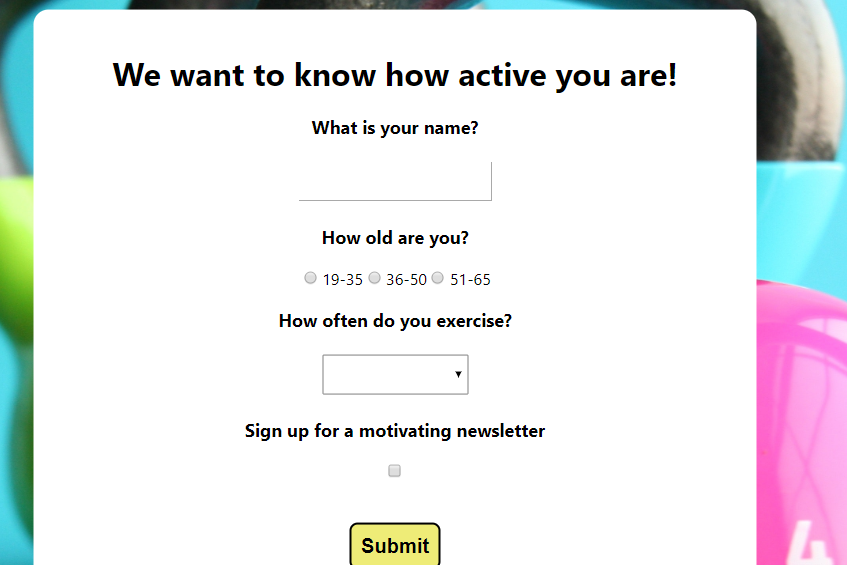 We want to know how active you are!
What is your name?
How old are you?
19-35 36-50 51-65
How often do you exercise?
Sign up for a motivating newsletter
Submit
4